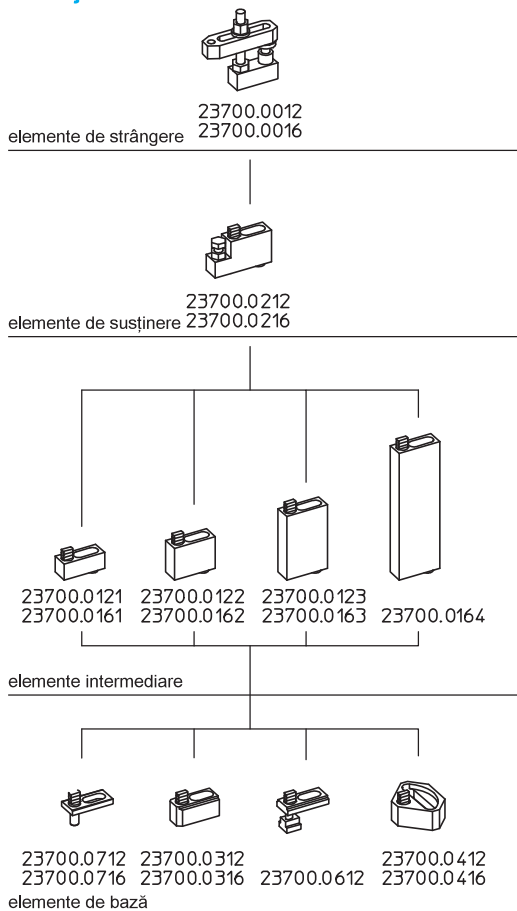 23700.0012
elemente de strângere 23700.0016
23700.0212
elemente de susținere 23700.0216
23700.0121 23700.0122 23700.0123
23700.0161 23700.0162 23700.0163 23700.0164
elemente intermediare
23700.0712 23700.0312 23700.0412
23700.0716 23700.0316 23700.0612 23700.0416
elemente de bază